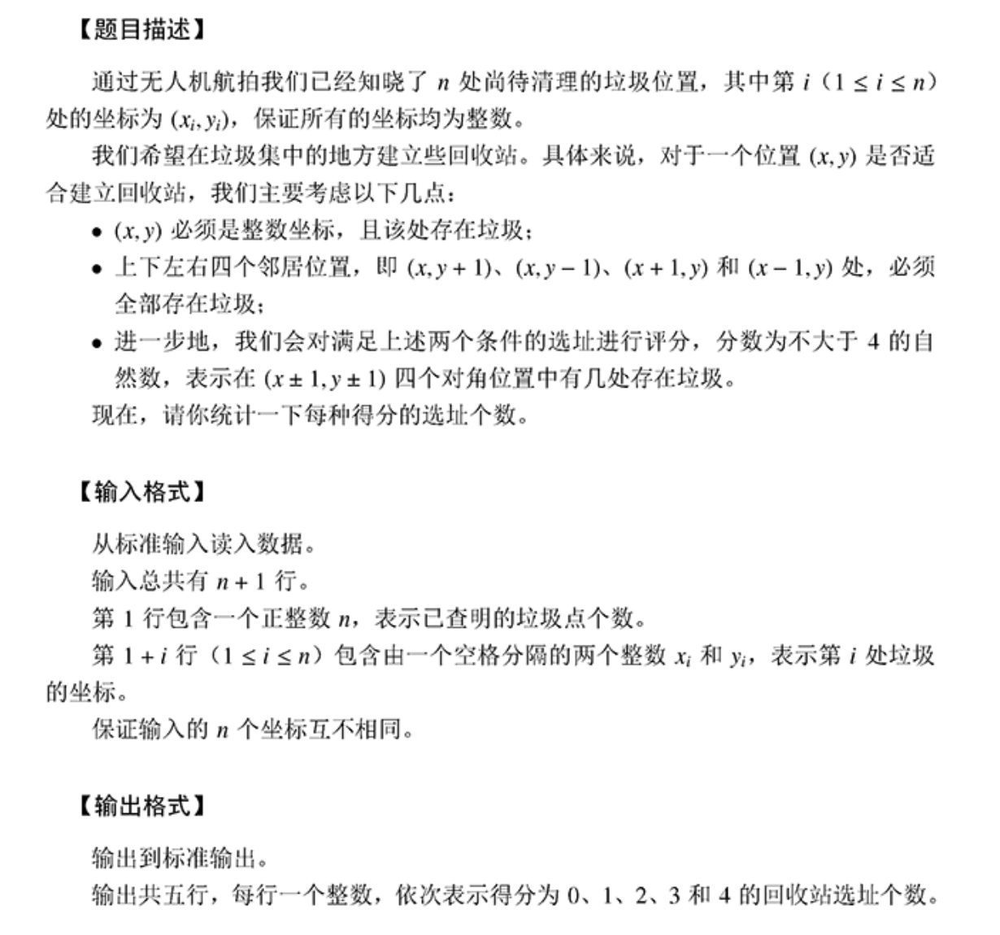 【题目描述】
通过无人机航拍我们已经知晓了 n 处尚待清理的垃圾位置，其中第 i（1 ≤ i ≤ n）
处的坐标为 (xᵢ, yᵢ)，保证所有的坐标均为整数。
我们希望在垃圾集中的地方建立些回收站。具体来说，对于一个位置 (x, y) 是否适
合建立回收站，我们主要考虑以下几点：
• (x, y) 必须是整数坐标，且该处存在垃圾；
• 上下左右四个邻居位置，即 (x, y + 1)、(x, y − 1)、(x + 1, y) 和 (x − 1, y) 处，必须
全部存在垃圾；
• 进一步地，我们会对满足上述两个条件的选址进行评分，分数为不大于 4 的自
然数，表示在 (x ± 1, y ± 1) 四个对角位置中有几处存在垃圾。
现在，请你统计一下每种得分的选址个数。
【输入格式】
从标准输入读入数据。
输入总共有 n + 1 行。
第 1 行包含一个正整数 n，表示已查明的垃圾点个数。
第 1 + i 行（1 ≤ i ≤ n）包含由一个空格分隔的两个整数 xᵢ 和 yᵢ，表示第 i 处垃圾
的坐标。
保证输入的 n 个坐标互不相同。
【输出格式】
输出到标准输出。
输出共五行，每行一个整数，依次表示得分为 0、1、2、3 和 4 的回收站选址个数。